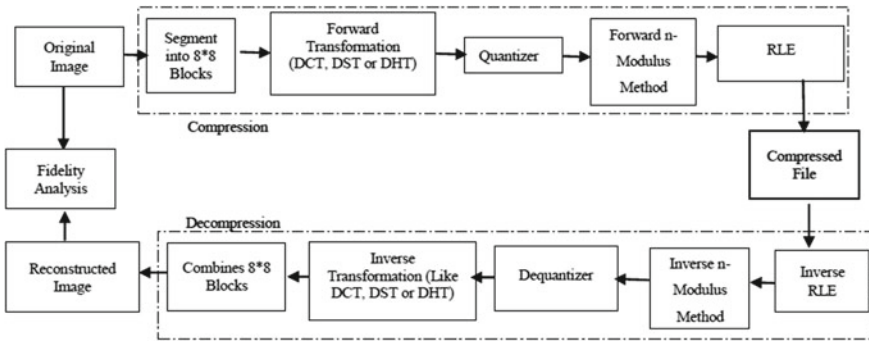 Original
Image
Segment
into 8*8
Blocks
Forward
Transformation
(DCT, DST or DHT)
Quantizer
Forward n-
Modulus
Method
RLE
Compression
Compressed
File
Fidelity
Analysis
Decompression
Reconstructed
Image
Combines 8*8
Blocks
Inverse
Transformation (Like
DCT, DST or DHT)
Dequantizer
Inverse n-
Modulus
Method
Inverse
RLE